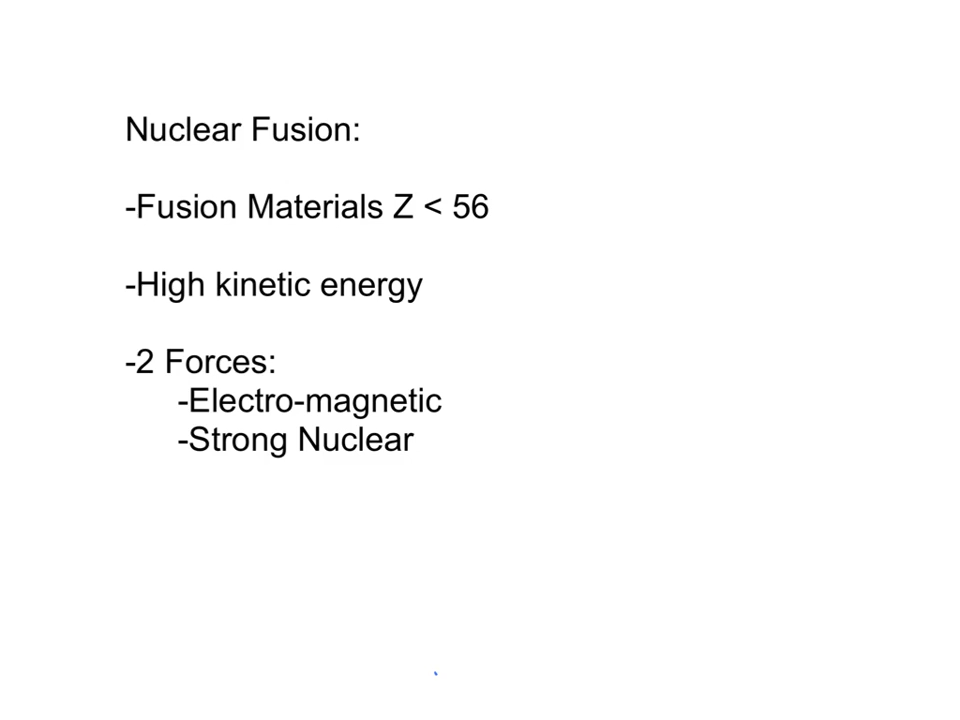 Nuclear Fusion:
-Fusion Materials Z < 56
-High kinetic energy
-2 Forces:
-Electro-magnetic
-Strong Nuclear